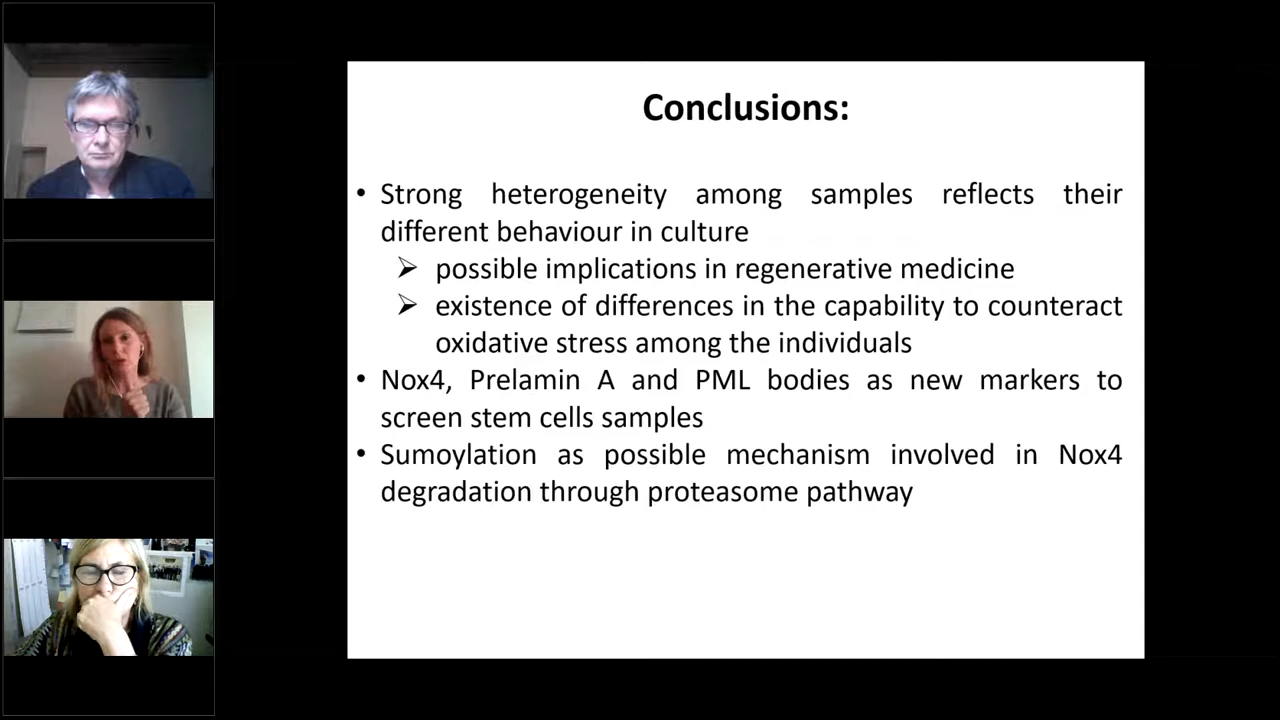 Conclusions:
• Strong heterogeneity among samples reflects their
different behaviour in culture
➢ possible implications in regenerative medicine
➢ existence of differences in the capability to counteract
oxidative stress among the individuals
• Nox4, Prelamin A and PML bodies as new markers to
screen stem cells samples
• Sumoylation as possible mechanism involved in Nox4
degradation through proteasome pathway